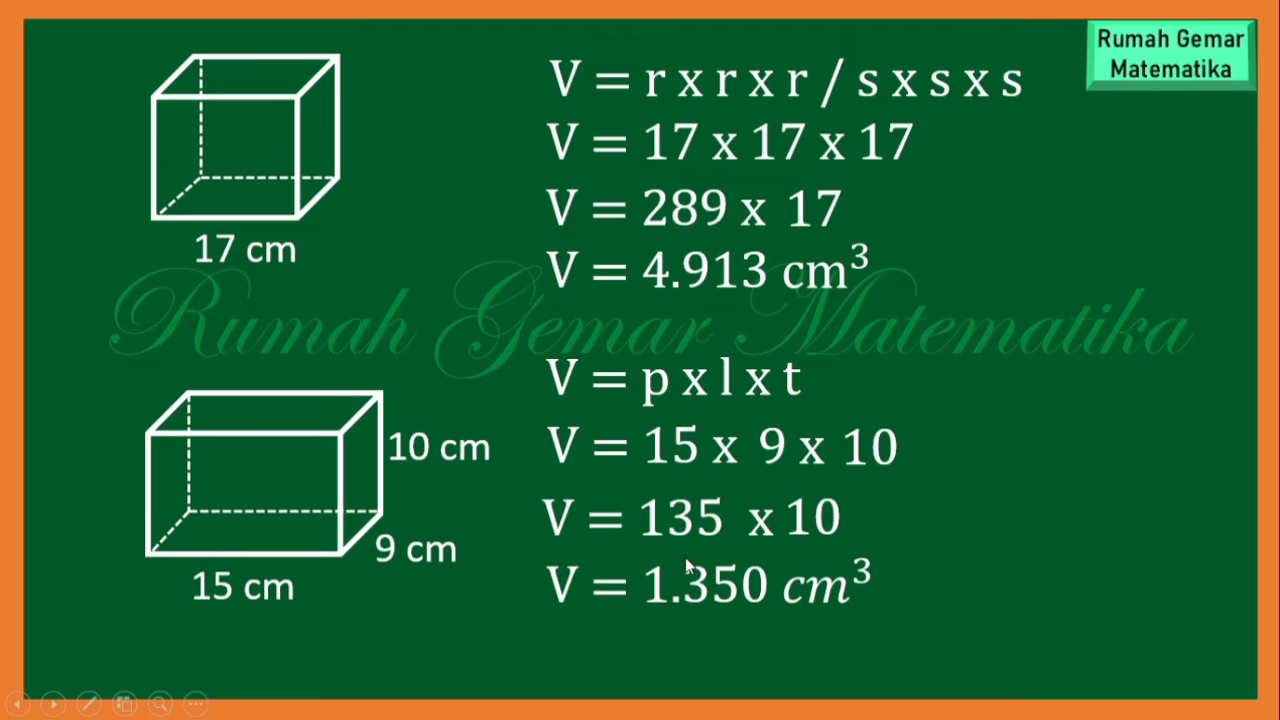 Rumah Gemar
Matematika
V = r x r x r / s x s x s
V = 17 x 17 x 17
V = 289 x 17
V = 4.913 cm³
17 cm
Rumah Gemar Matematika
V = p x l x t
V = 15 x 9 x 10
V = 135 x 10
V = 1.350 cm³
10 cm
9 cm
15 cm